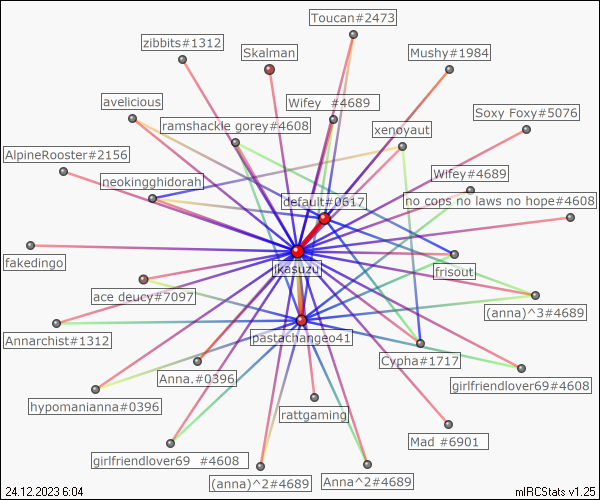 Toucan#2473
zibbits#1312
Skalman
Mushy#1984
avelicious
Wifey  #4689
Soxy Foxy#5076
ramshackle gorey#4608
xenoyaut
AlpineRooster#2156
Wifey#4689
neokingghidorah
default#0617
no cops no laws no hope#4608
fakedingo
jkasuzu
frisout
ace deucy#7097
(anna)^3#4689
Annarchist#1312
pastachangeo41
Cypha#1717
Anna.#0396
girlfriendlover69#4608
hypomanianna#0396
rattgaming
Mad #6901
girlfriendlover69  #4608
(anna)^2#4689
Anna^2#4689
24.12.2023 6:04
mIRCStats v1.25